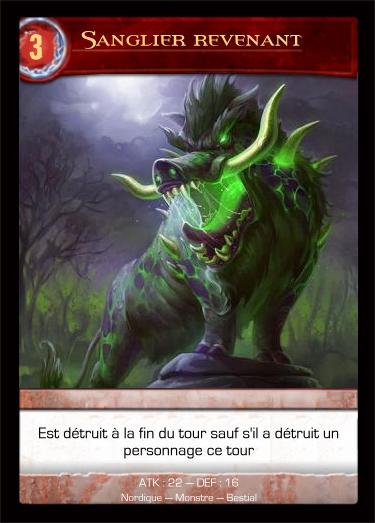 3
Sanglier revenant
Est détruit à la fin du tour sauf s'il a détruit un
personnage ce tour
ATK : 22 — DEF : 16
Nordique — Monstre — Bestial